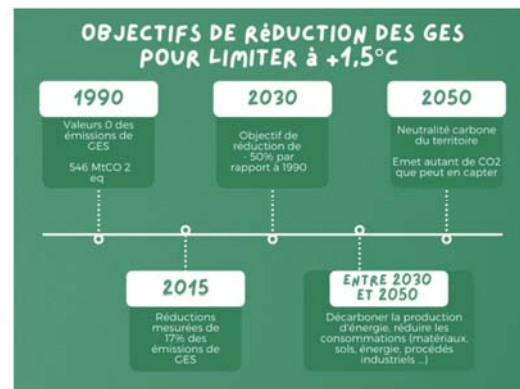 OBJECTIFS DE RÉDUCTION DES GES
POUR LIMITER à +1,5°C
1990
Valeurs 0 des
émissions de
GES
546 MtCO 2
eq
2030
Objectif de
réduction de
- 50% par
rapport à 1990
2050
Neutralité carbone
du territoire
Emet autant de CO2
que peut en capter
2015
Réductions
mesurées de
17% des
émissions de
GES
ENTRE 2030
ET 2050
Décarboner la production
d'énergie, réduire les
consommations (matériaux,
sols, énergie, procédés
industriels ...)